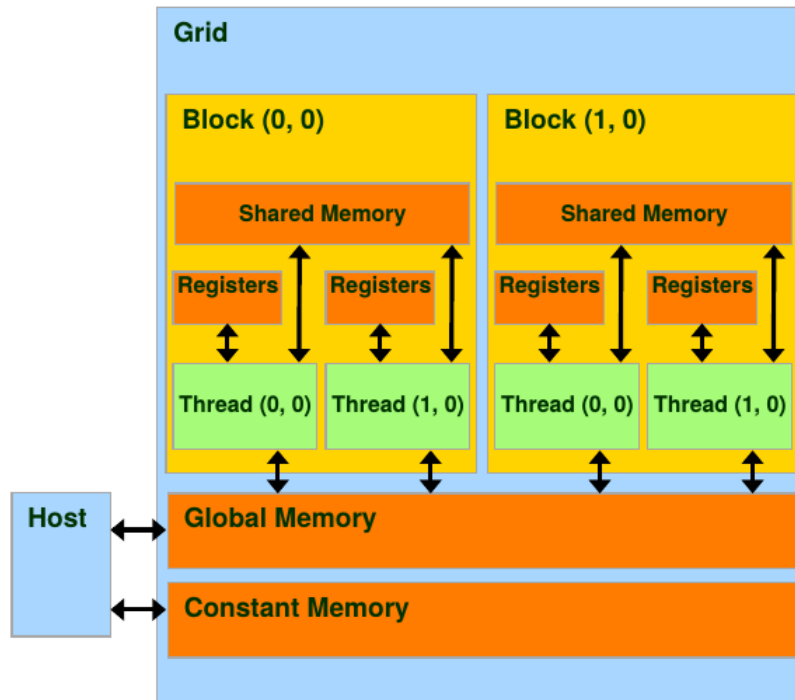 Grid
Block (0, 0)
Block (1, 0)
Shared Memory
Shared Memory
Registers
Registers
Registers
Registers
Thread (0, 0)
Thread (1, 0)
Thread (0, 0)
Thread (1, 0)
Host
Global Memory
Constant Memory